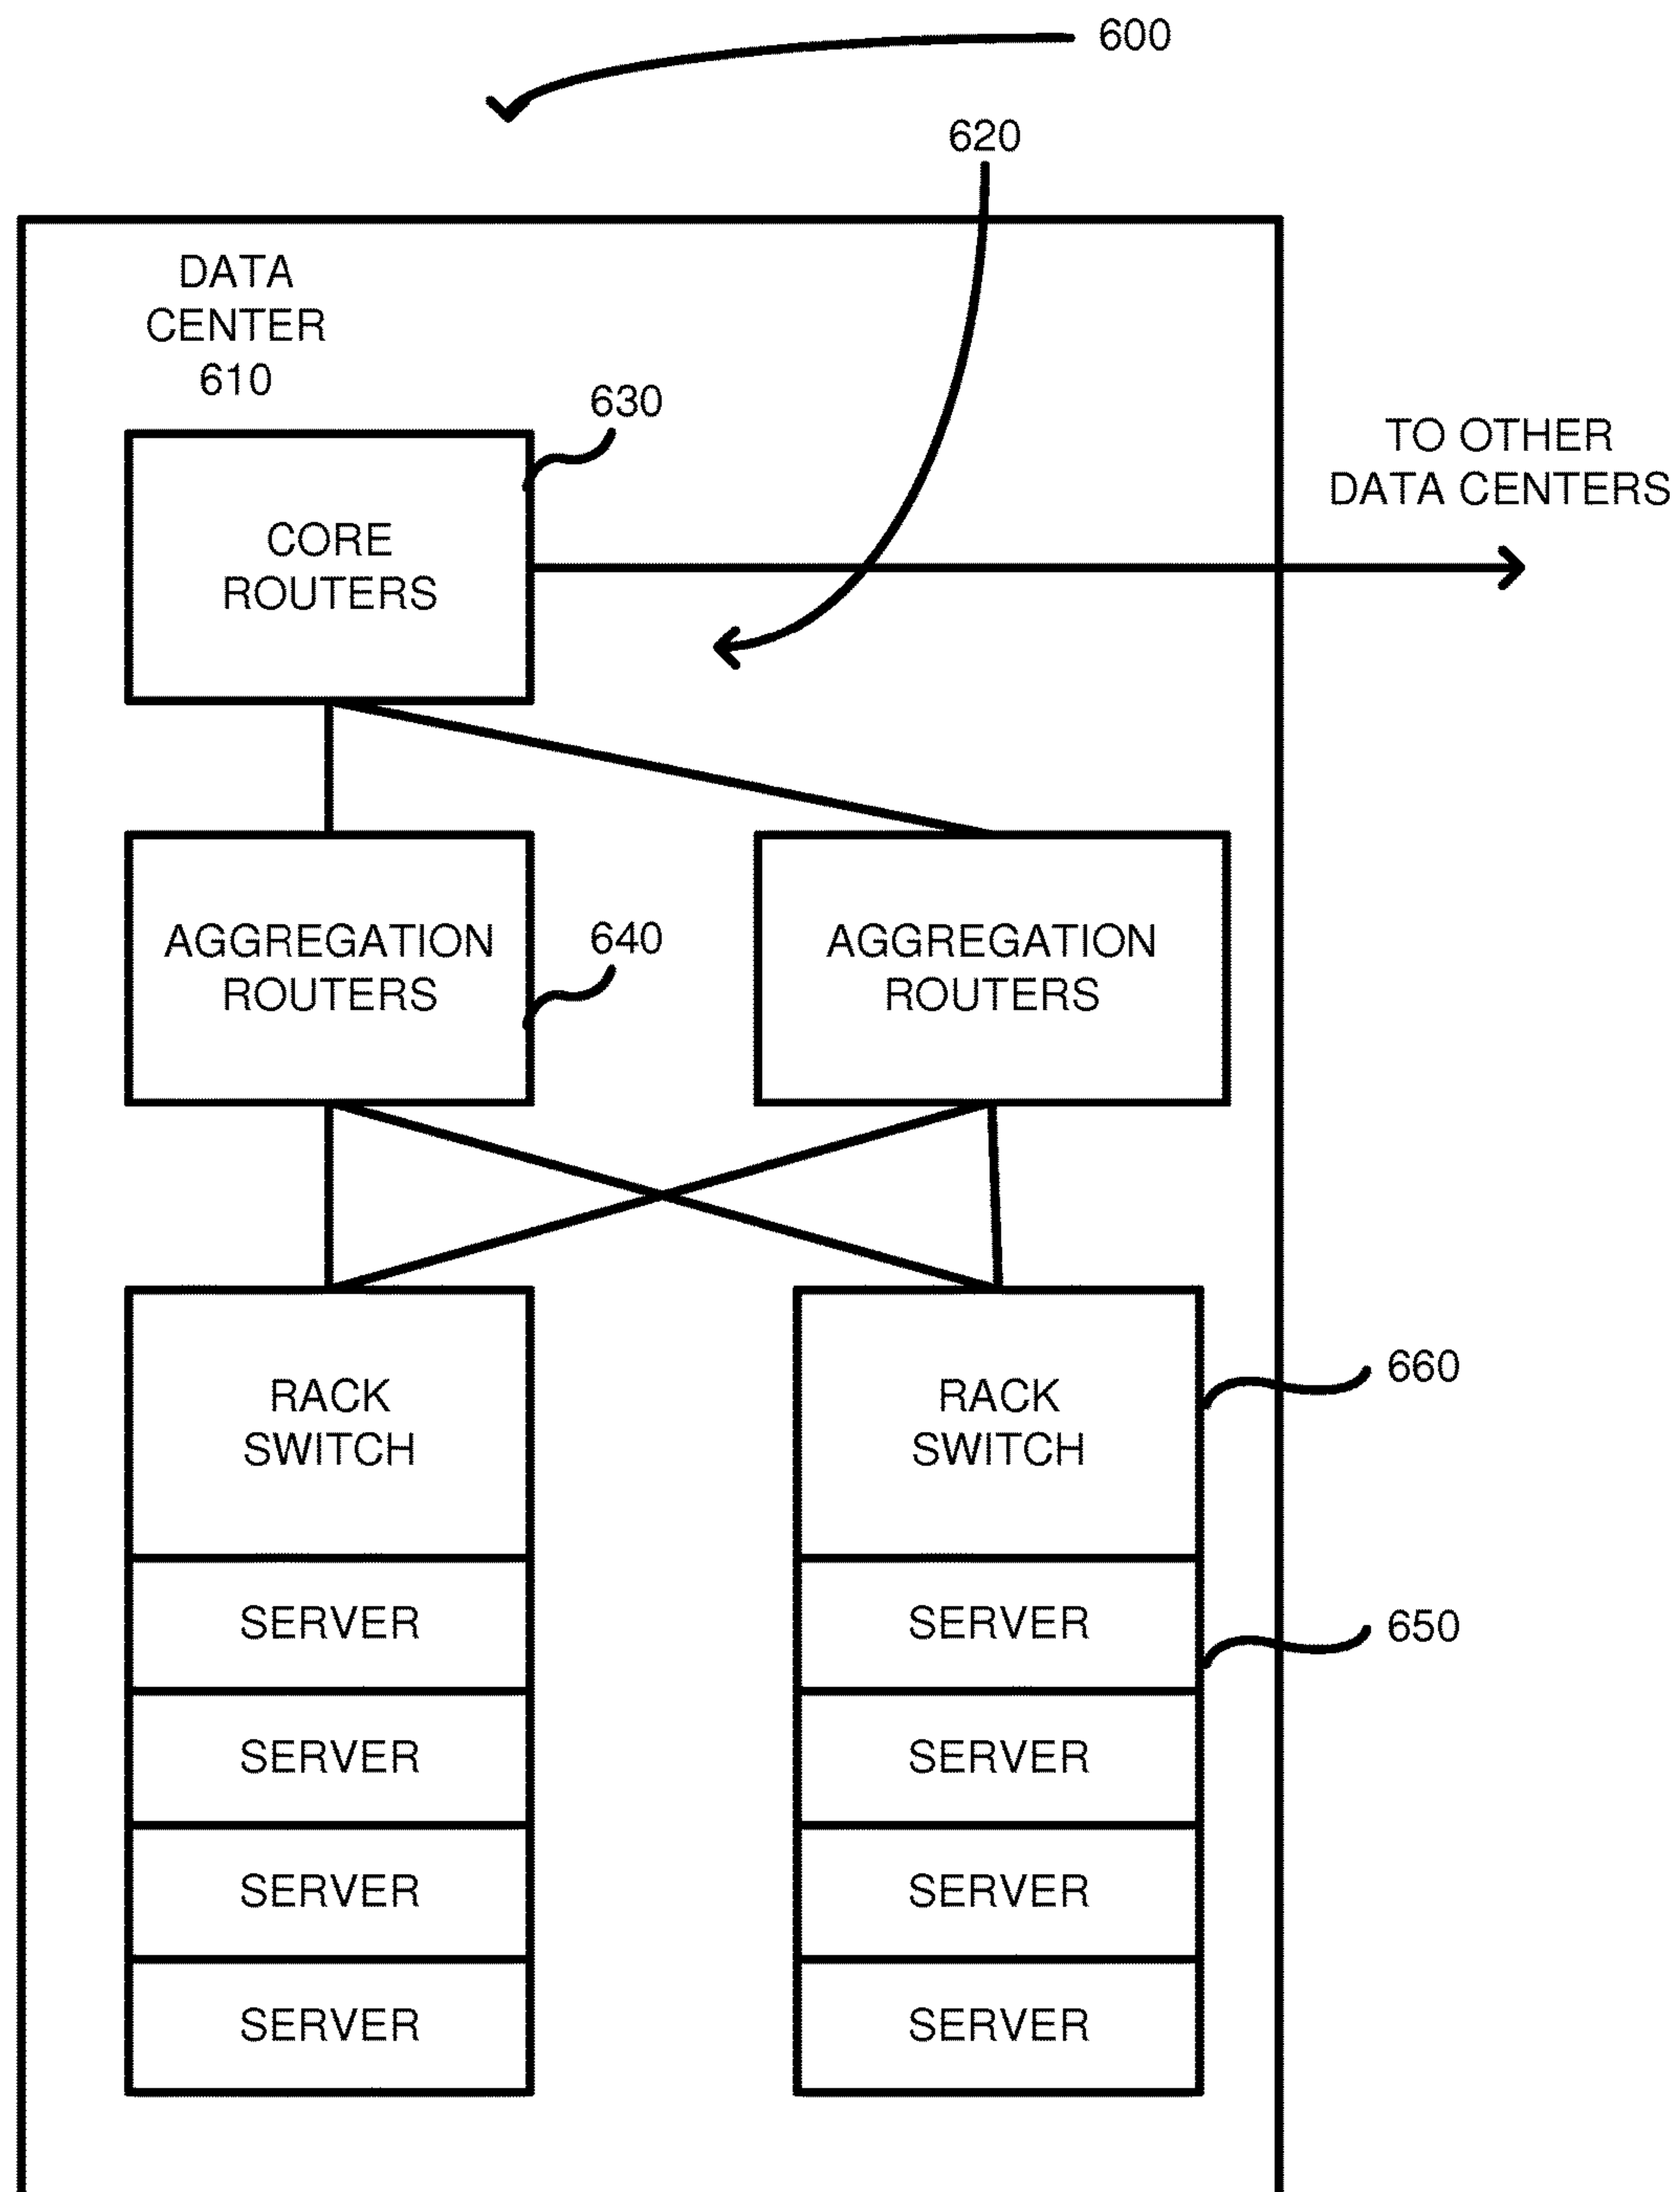 600
620
DATA
CENTER
610
630
TO OTHER
DATA CENTERS
CORE
ROUTERS
AGGREGATION
ROUTERS
640
AGGREGATION
ROUTERS
RACK
SWITCH
RACK
SWITCH
660
SERVER
SERVER
650
SERVER
SERVER
SERVER
SERVER
SERVER
SERVER